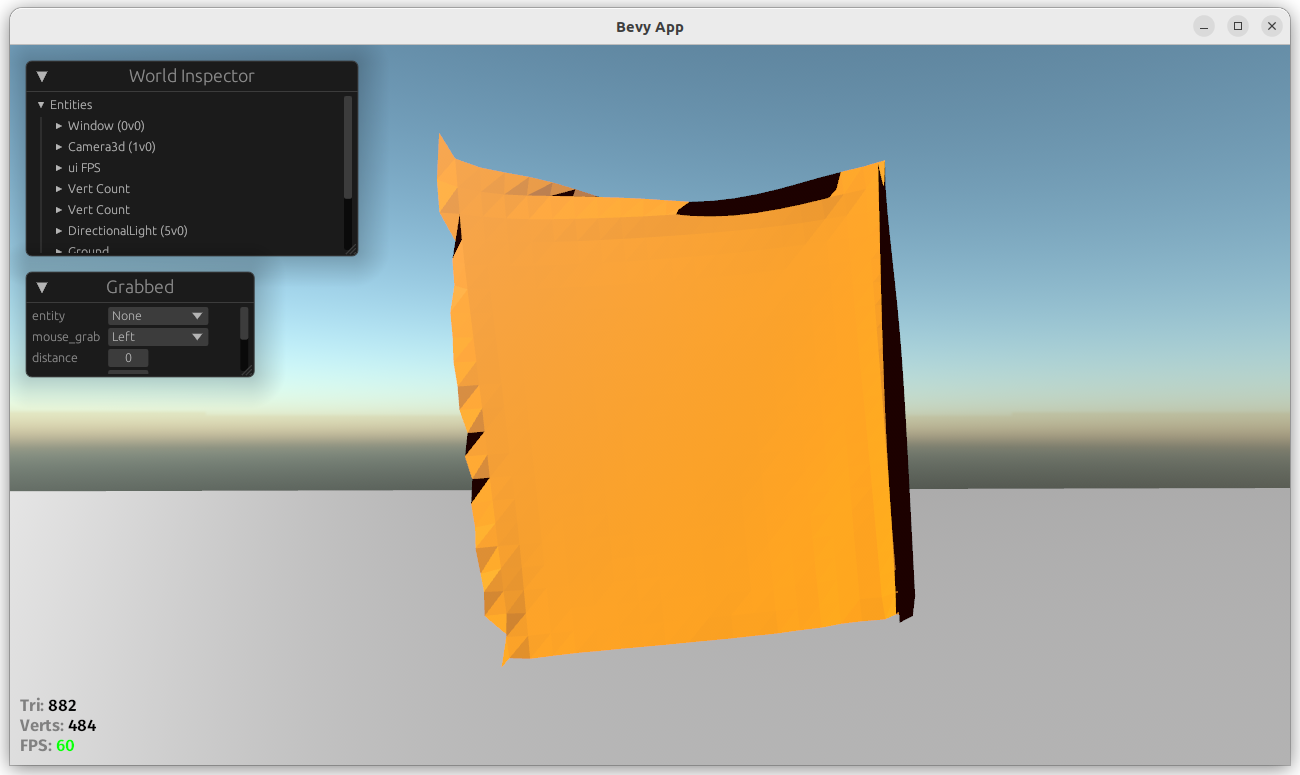 Bevy App
World Inspector
Entities
Window (0v0)
Camera3d (1v0)
ui FPS
Vert Count
Vert Count
DirectionalLight (5v0)
Ground
Grabbed
entity None
mouse_grab Left
distance 0
Tri: 882
Verts: 484
FPS: 60